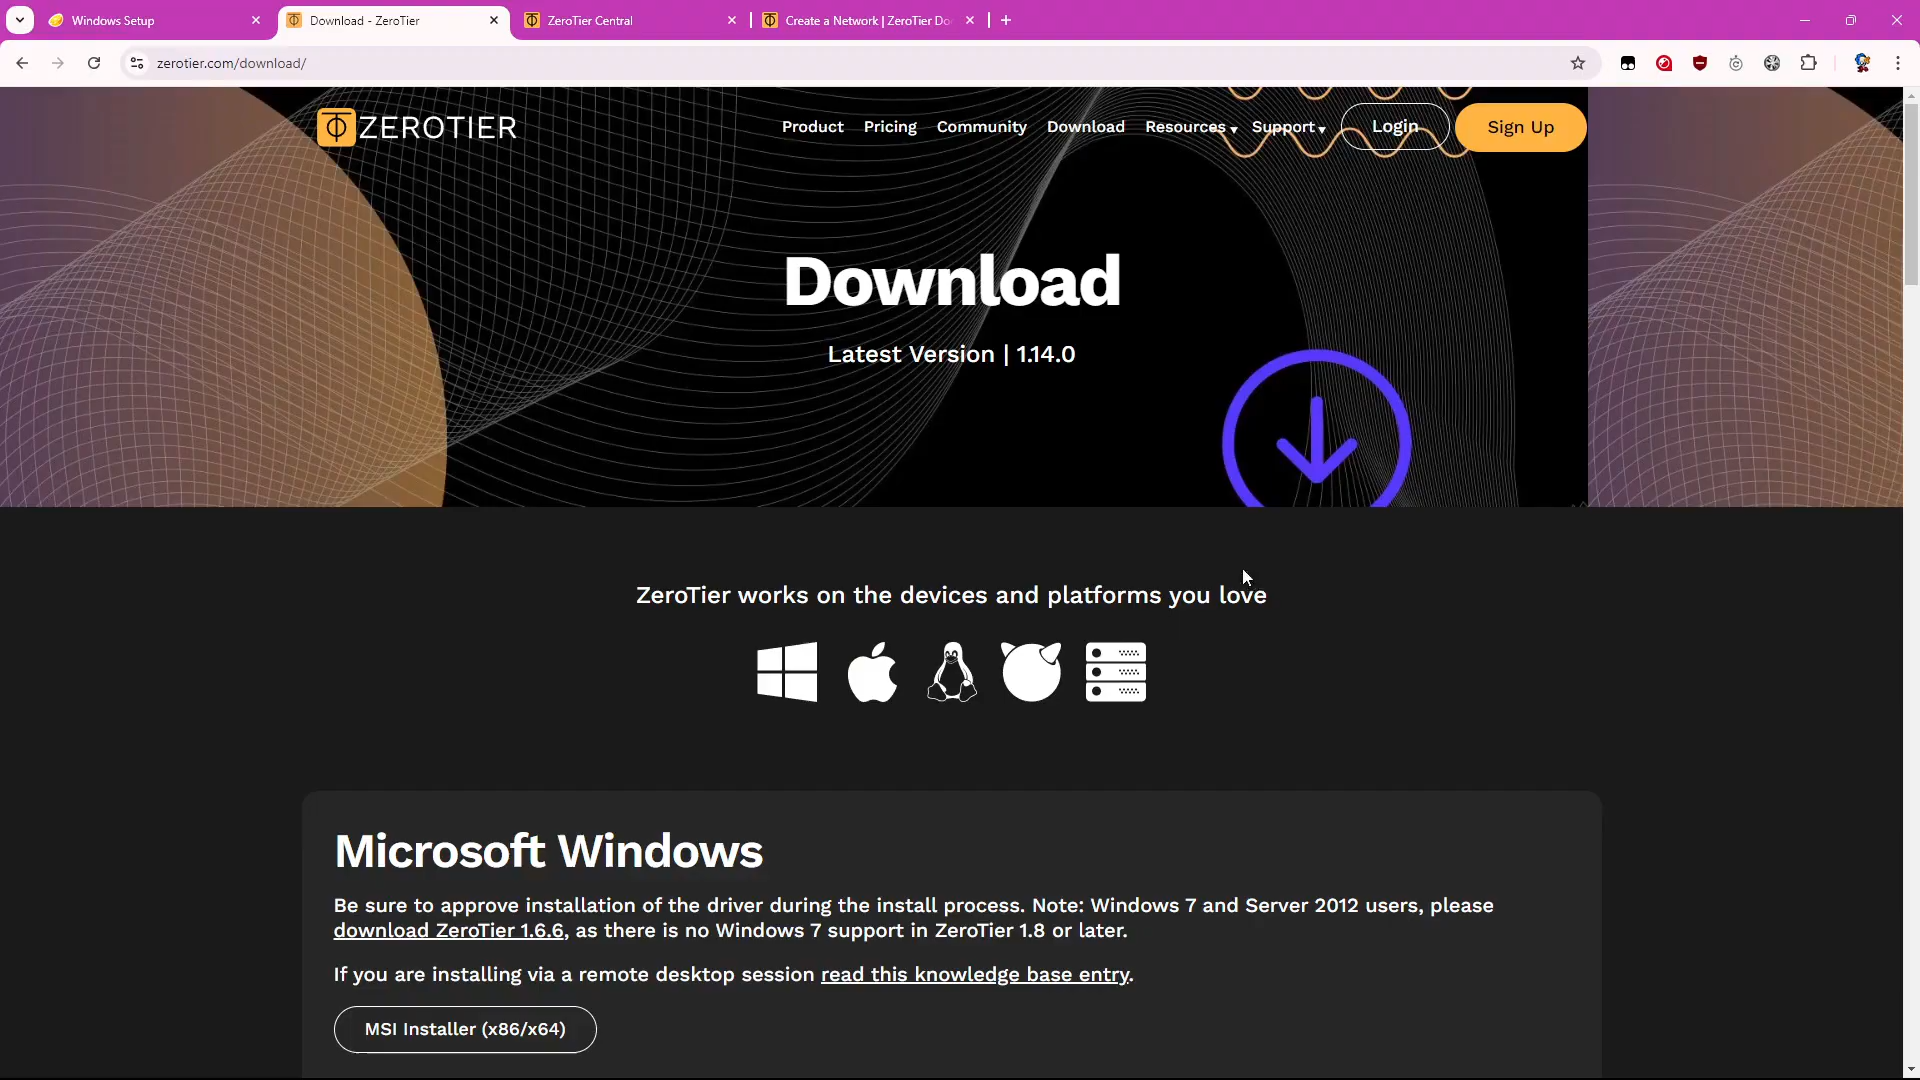 Windows Setup
Download - ZeroTier
ZeroTier Central
Create a Network | ZeroTier Do
zerotier.com/download/
ZEROTIER
Product
Pricing
Community
Download
Resources
Support
Login
Sign Up
Download
Latest Version | 1.14.0
ZeroTier works on the devices and platforms you love
Microsoft Windows
Be sure to approve installation of the driver during the install process. Note: Windows 7 and Server 2012 users, please
download ZeroTier 1.6.6, as there is no Windows 7 support in ZeroTier 1.8 or later.
If you are installing via a remote desktop session read this knowledge base entry.
MSI Installer (x86/x64)